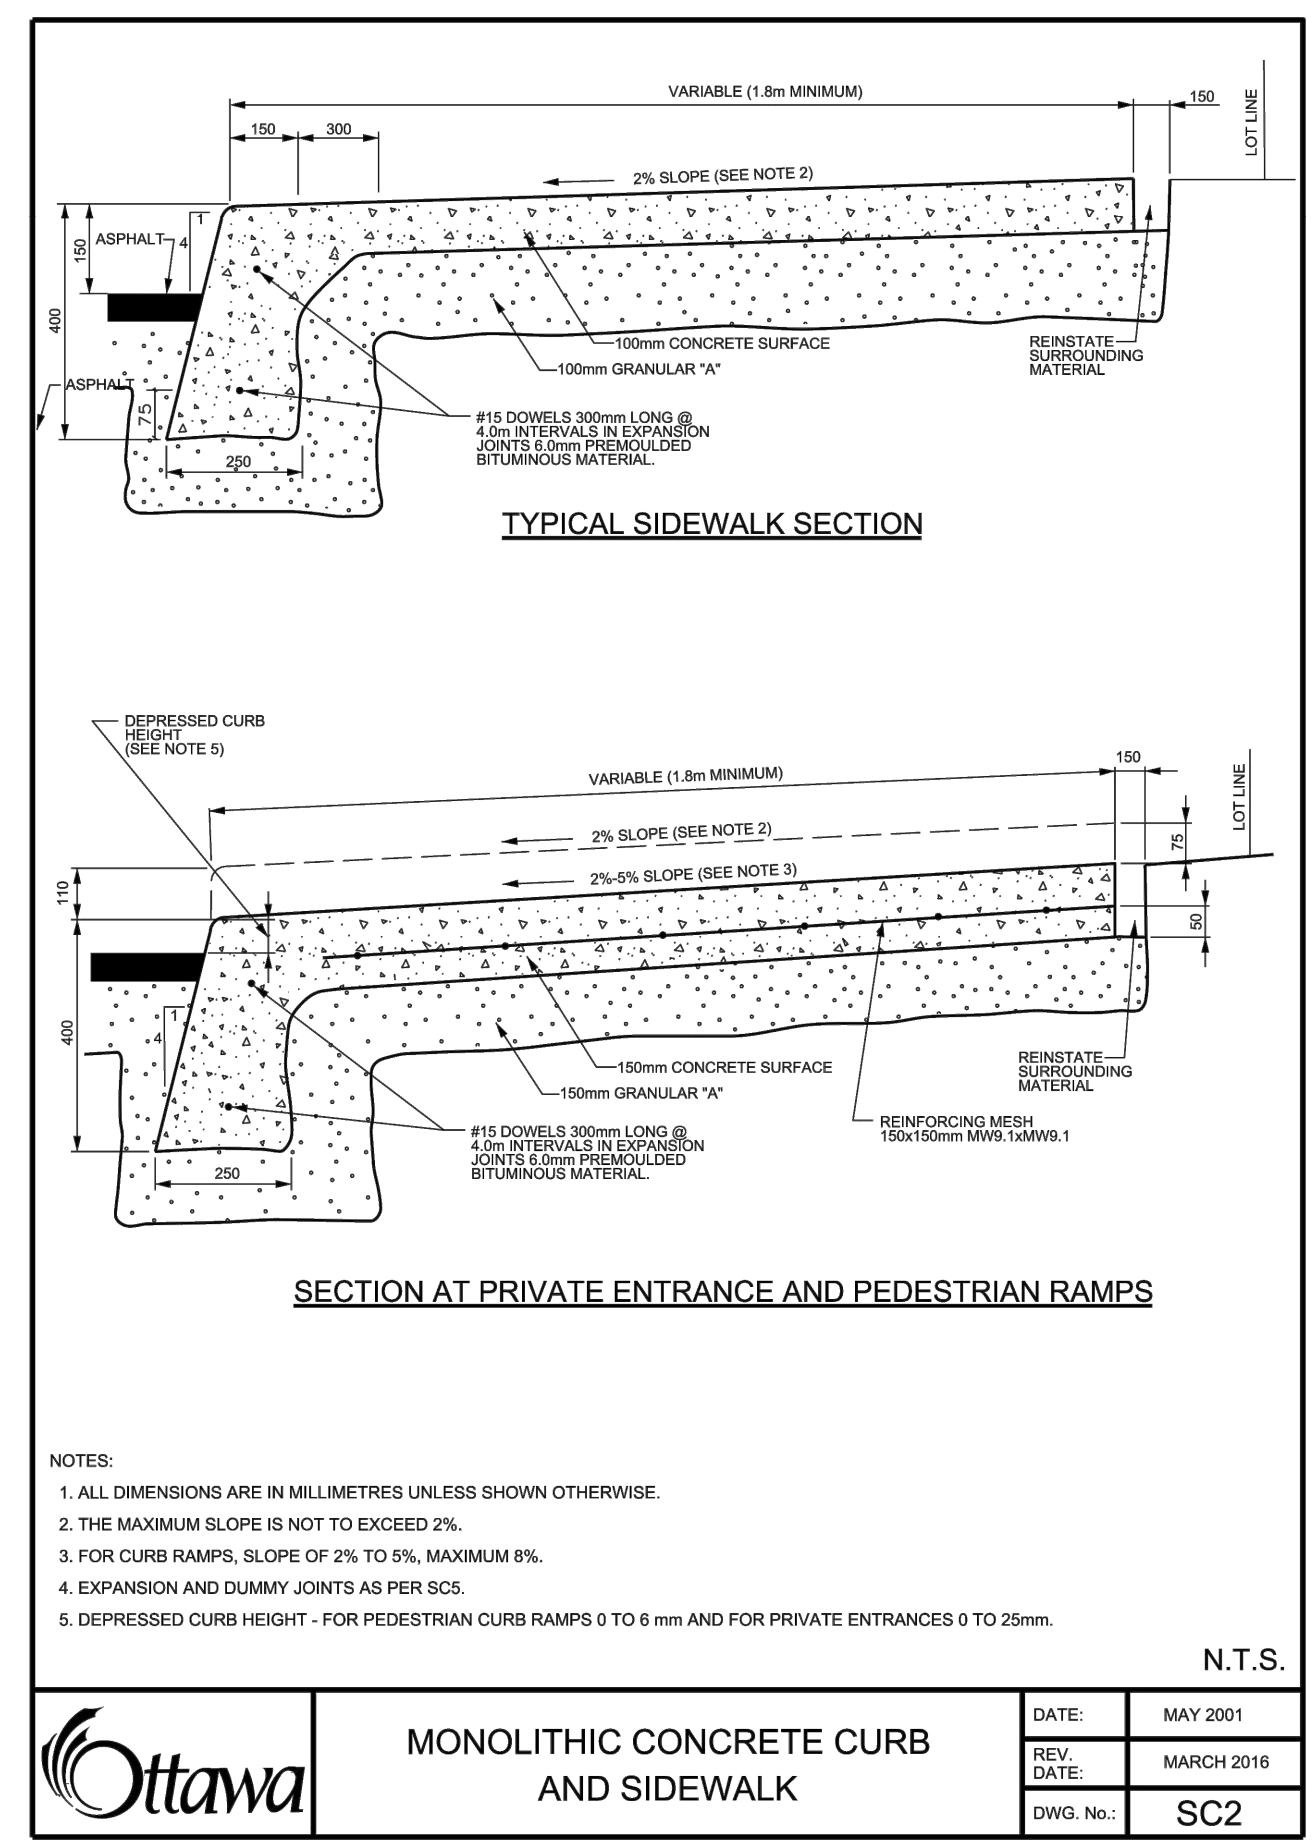 VARIABLE (1.8m MINIMUM)
150
LOT LINE
150
300
2% SLOPE (SEE NOTE 2)
1
4
ASPHALT
150
400
ASPHALT
75
250
100mm CONCRETE SURFACE
100mm GRANULAR "A"
REINSTATE
SURROUNDING
MATERIAL
#15 DOWELS 300mm LONG @
4.0m INTERVALS IN EXPANSION
JOINTS 6.0mm PREMOULDED
BITUMINOUS MATERIAL.
TYPICAL SIDEWALK SECTION
DEPRESSED CURB
HEIGHT
(SEE NOTE 5)
VARIABLE (1.8m MINIMUM)
150
LOT LINE
2% SLOPE (SEE NOTE 2)
75
2%-5% SLOPE (SEE NOTE 3)
110
50
400
1
4
150mm CONCRETE SURFACE
150mm GRANULAR "A"
REINSTATE
SURROUNDING
MATERIAL
REINFORCING MESH
150x150mm MW9.1xMW9.1
#15 DOWELS 300mm LONG @
4.0m INTERVALS IN EXPANSION
JOINTS 6.0mm PREMOULDED
BITUMINOUS MATERIAL.
250
SECTION AT PRIVATE ENTRANCE AND PEDESTRIAN RAMPS
NOTES:
1. ALL DIMENSIONS ARE IN MILLIMETRES UNLESS SHOWN OTHERWISE.
2. THE MAXIMUM SLOPE IS NOT TO EXCEED 2%.
3. FOR CURB RAMPS, SLOPE OF 2% TO 5%, MAXIMUM 8%.
4. EXPANSION AND DUMMY JOINTS AS PER SC5.
5. DEPRESSED CURB HEIGHT - FOR PEDESTRIAN CURB RAMPS 0 TO 6 mm AND FOR PRIVATE ENTRANCES 0 TO 25mm.
N.T.S.
Ottawa
MONOLITHIC CONCRETE CURB
AND SIDEWALK
DATE:
MAY 2001
REV.
DATE:
MARCH 2016
DWG. No.:
SC2